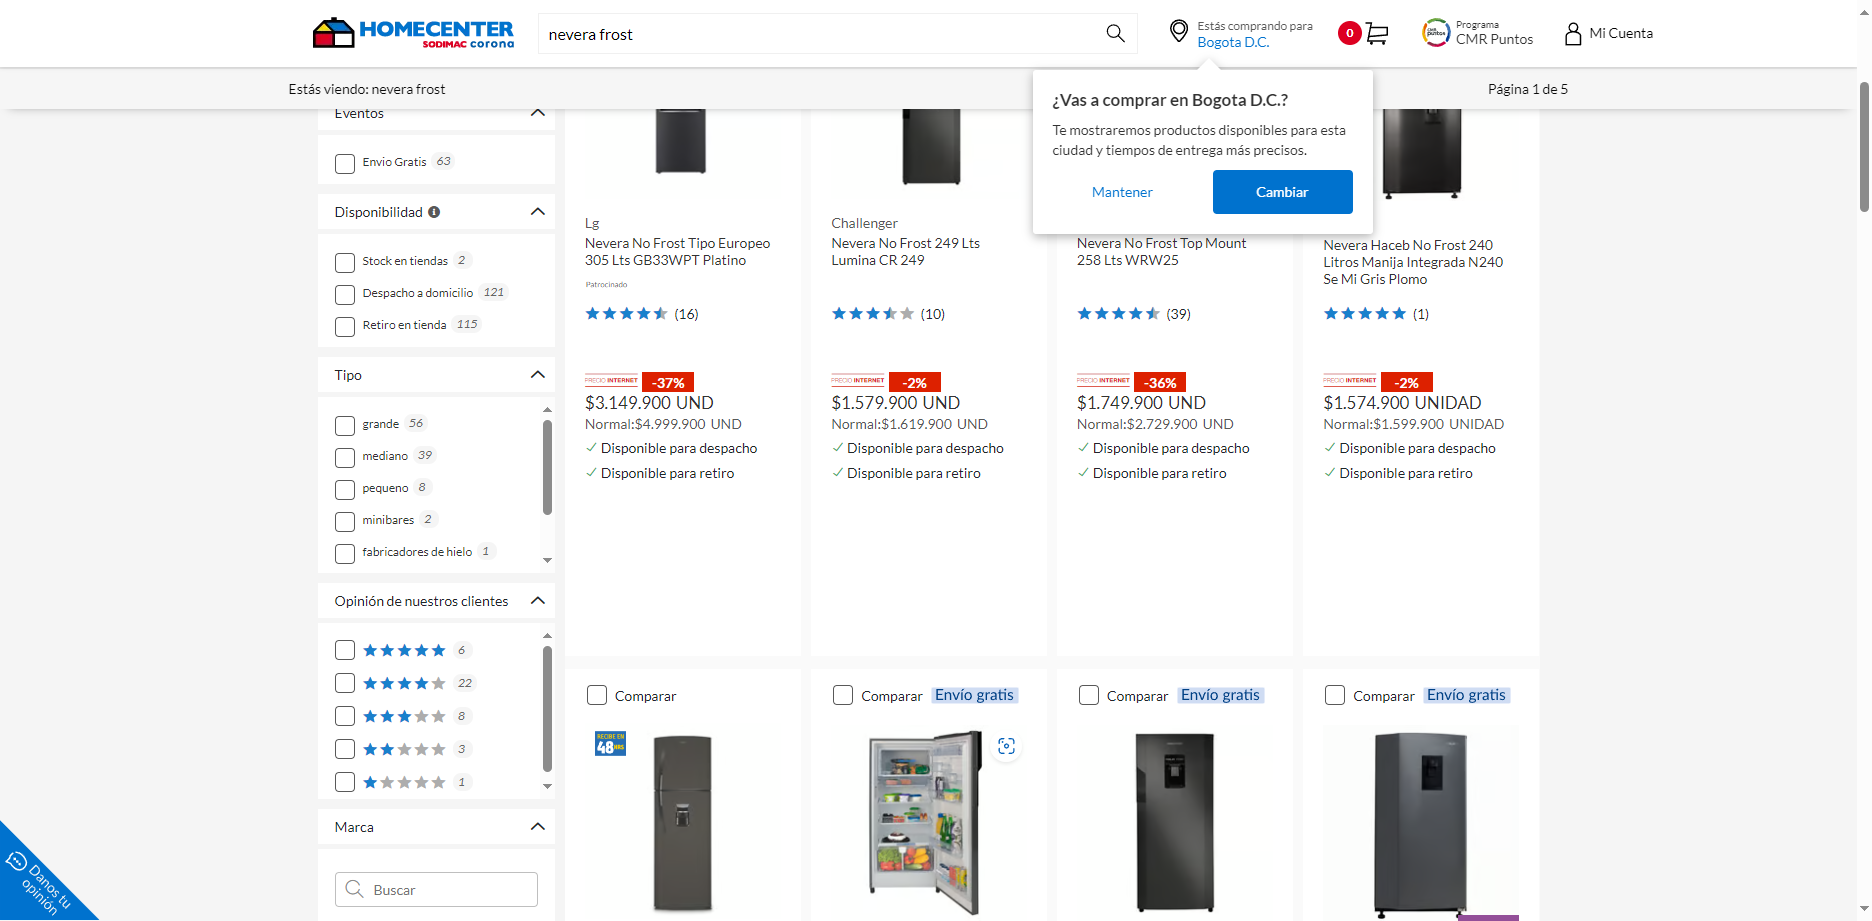 HOMECENTER
SODIMAC corona
nevera frost
Estás comprando para
Bogota D.C.
0
CMR puntos
Programa
CMR Puntos
Mi Cuenta
Estás viendo: nevera frost
Página 1 de 5
¿Vas a comprar en Bogota D.C.?
Te mostraremos productos disponibles para esta
ciudad y tiempos de entrega más precisos.
Mantener
Cambiar
Eventos
Envio Gratis 63
Disponibilidad
Stock en tiendas 2
Despacho a domicilio 121
Retiro en tienda 115
Tipo
grande 56
mediano 39
pequeno 8
minibares 2
fabricadores de hielo 1
Opinión de nuestros clientes
6
22
8
3
1
Marca
Buscar
Danos tu
opinión
Lg
Nevera No Frost Tipo Europeo
305 Lts GB33WPT Platino
Patrocinado
(16)
PRECIO INTERNET -37%
$3.149.900 UND
Normal:$4.999.900 UND
Disponible para despacho
Disponible para retiro
Challenger
Nevera No Frost 249 Lts
Lumina CR 249
(10)
PRECIO INTERNET -2%
$1.579.900 UND
Normal:$1.619.900 UND
Disponible para despacho
Disponible para retiro
Nevera No Frost Top Mount
258 Lts WRW25
(39)
PRECIO INTERNET -36%
$1.749.900 UND
Normal:$2.729.900 UND
Disponible para despacho
Disponible para retiro
Nevera Haceb No Frost 240
Litros Manija Integrada N240
Se Mi Gris Plomo
(1)
PRECIO INTERNET -2%
$1.574.900 UNIDAD
Normal:$1.599.900 UNIDAD
Disponible para despacho
Disponible para retiro
Comparar
RECIBE EN
48 HRS
Comparar Envío gratis
Comparar Envío gratis
Comparar Envío gratis